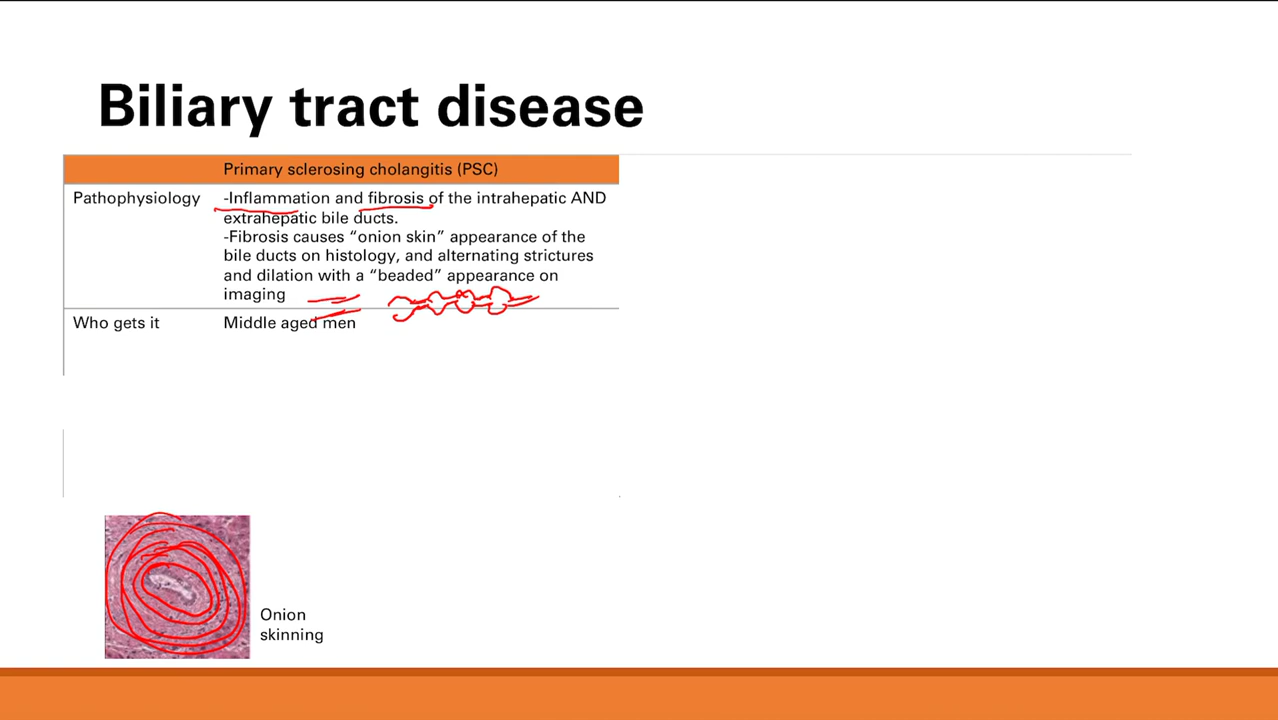 Biliary tract disease
Primary sclerosing cholangitis (PSC)
Pathophysiology
-Inflammation and fibrosis of the intrahepatic AND
extrahepatic bile ducts.
-Fibrosis causes “onion skin” appearance of the
bile ducts on histology, and alternating strictures
and dilation with a “beaded” appearance on
imaging
Who gets it
Middle aged men
Onion
skinning